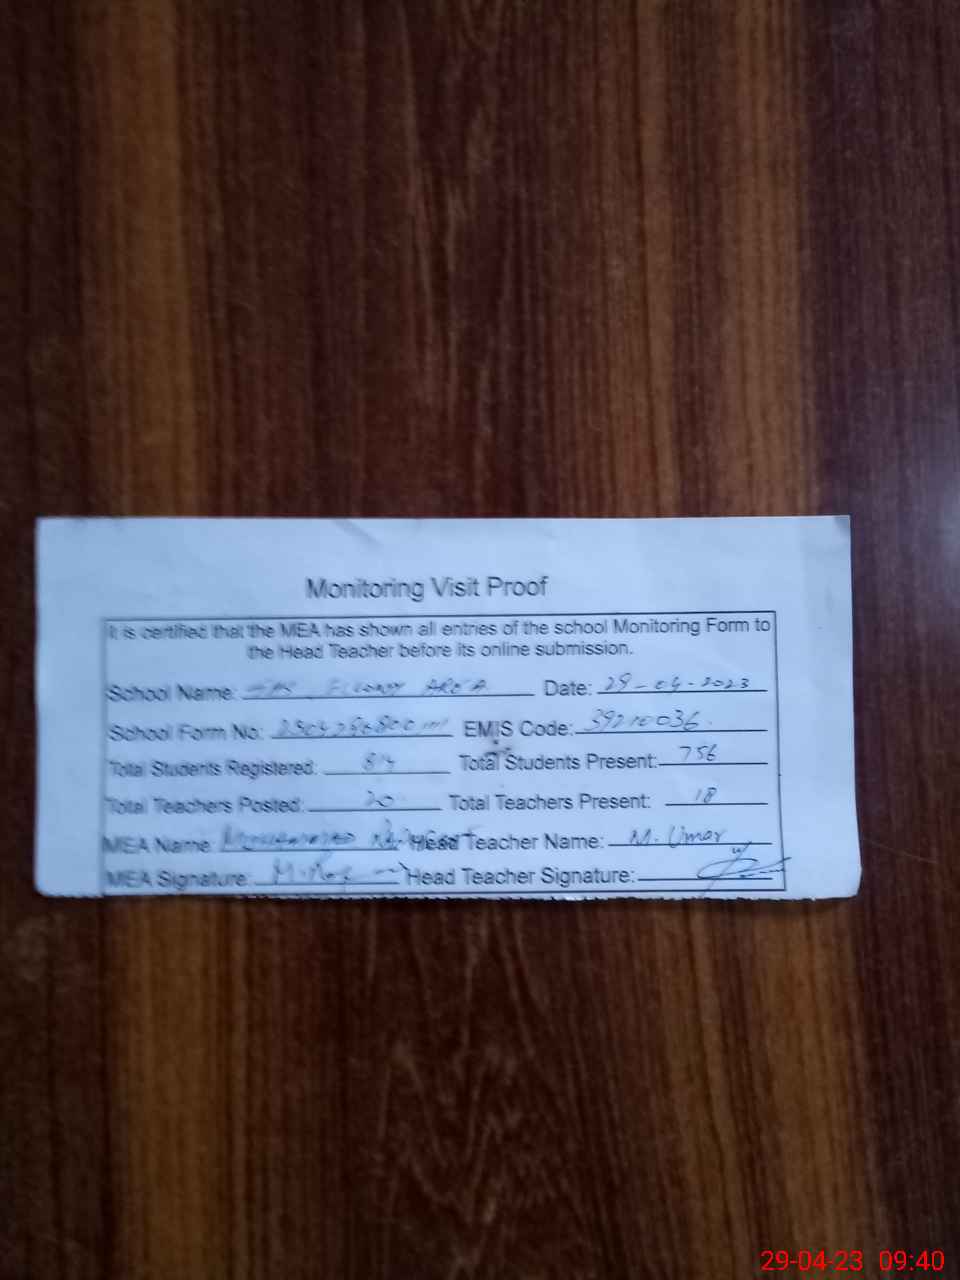 Monitoring Visit Proof
It is certified that the MEA has shown all entries of the school Monitoring Form to
the Head Teacher before its online submission.
School Name: AREA Date: 29-04-2023
School Form No: EMIS Code: 39210036
Total Students Registered: Total Students Present: 756
Total Teachers Posted: 20 Total Teachers Present: 18
MEA Name: Head Teacher Name: M. Umar
MEA Signature: Head Teacher Signature:
29-04-23 09:40